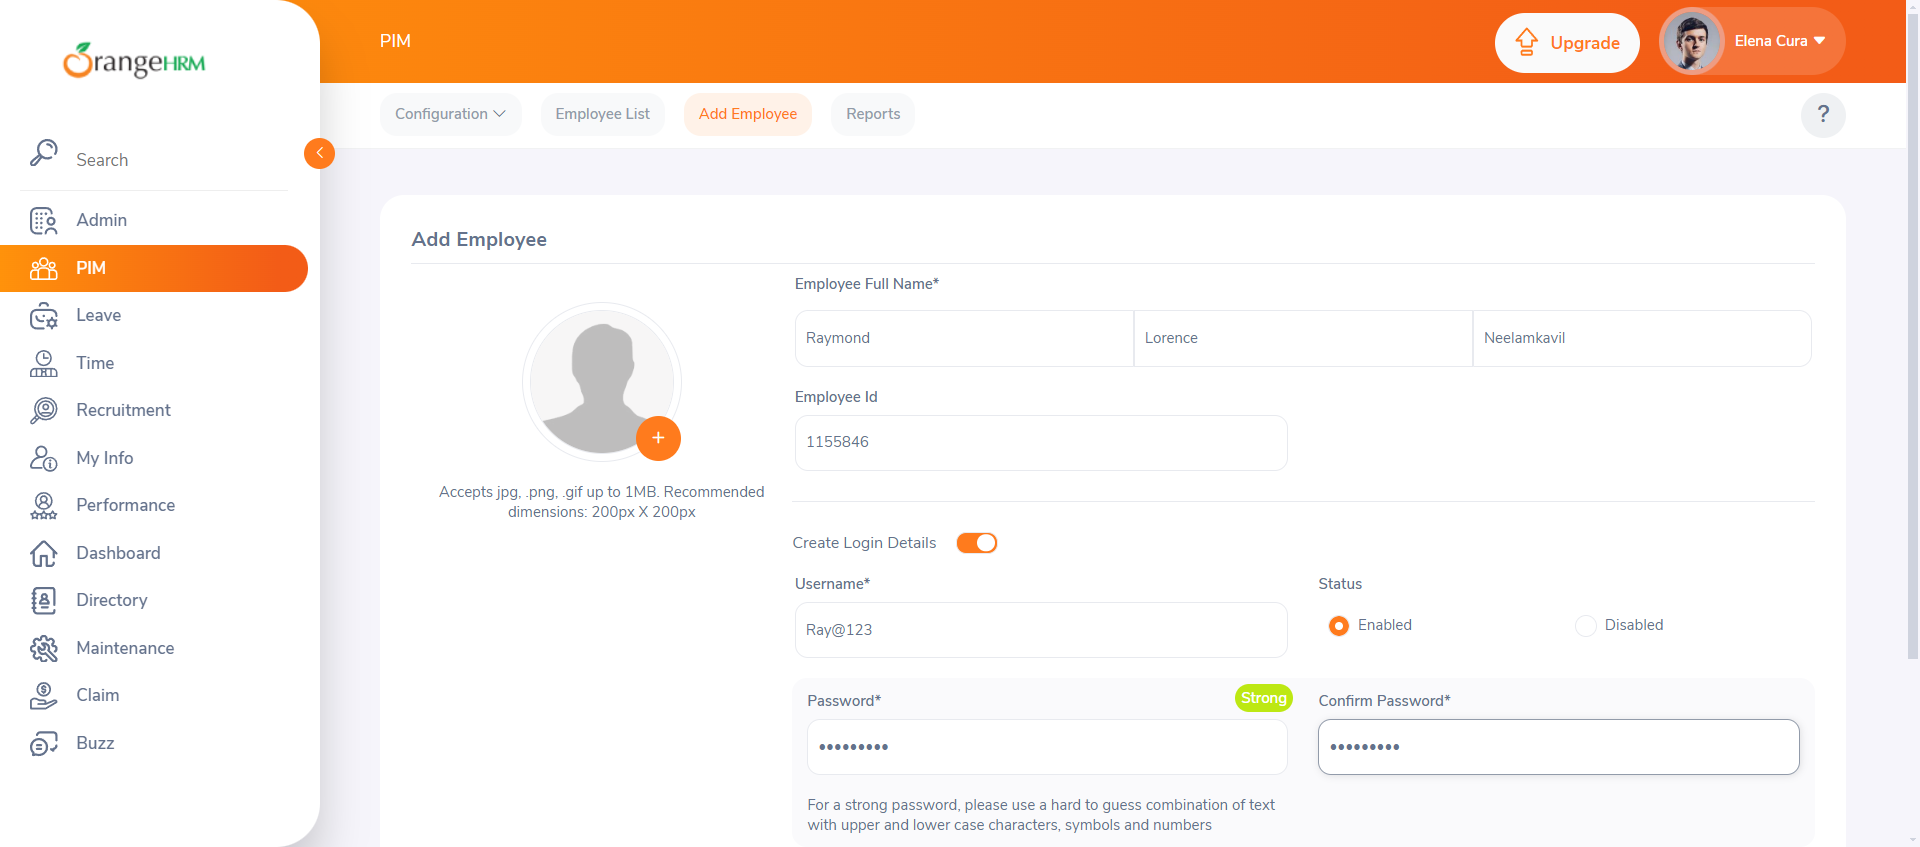 OrangeHRM
PIM
Upgrade
Elena Cura
Configuration
Employee List
Add Employee
Reports
?
Search
Admin
PIM
Leave
Time
Recruitment
My Info
Performance
Dashboard
Directory
Maintenance
Claim
Buzz
Add Employee
Accepts jpg, .png, .gif up to 1MB. Recommended
dimensions: 200px X 200px
Employee Full Name*
Raymond Lorence Neelamkavil
Employee Id
1155846
Create Login Details
Username*
Ray@123
Status
Enabled
Disabled
Password*
Strong
•••••••••
Confirm Password*
•••••••••
For a strong password, please use a hard to guess combination of text
with upper and lower case characters, symbols and numbers